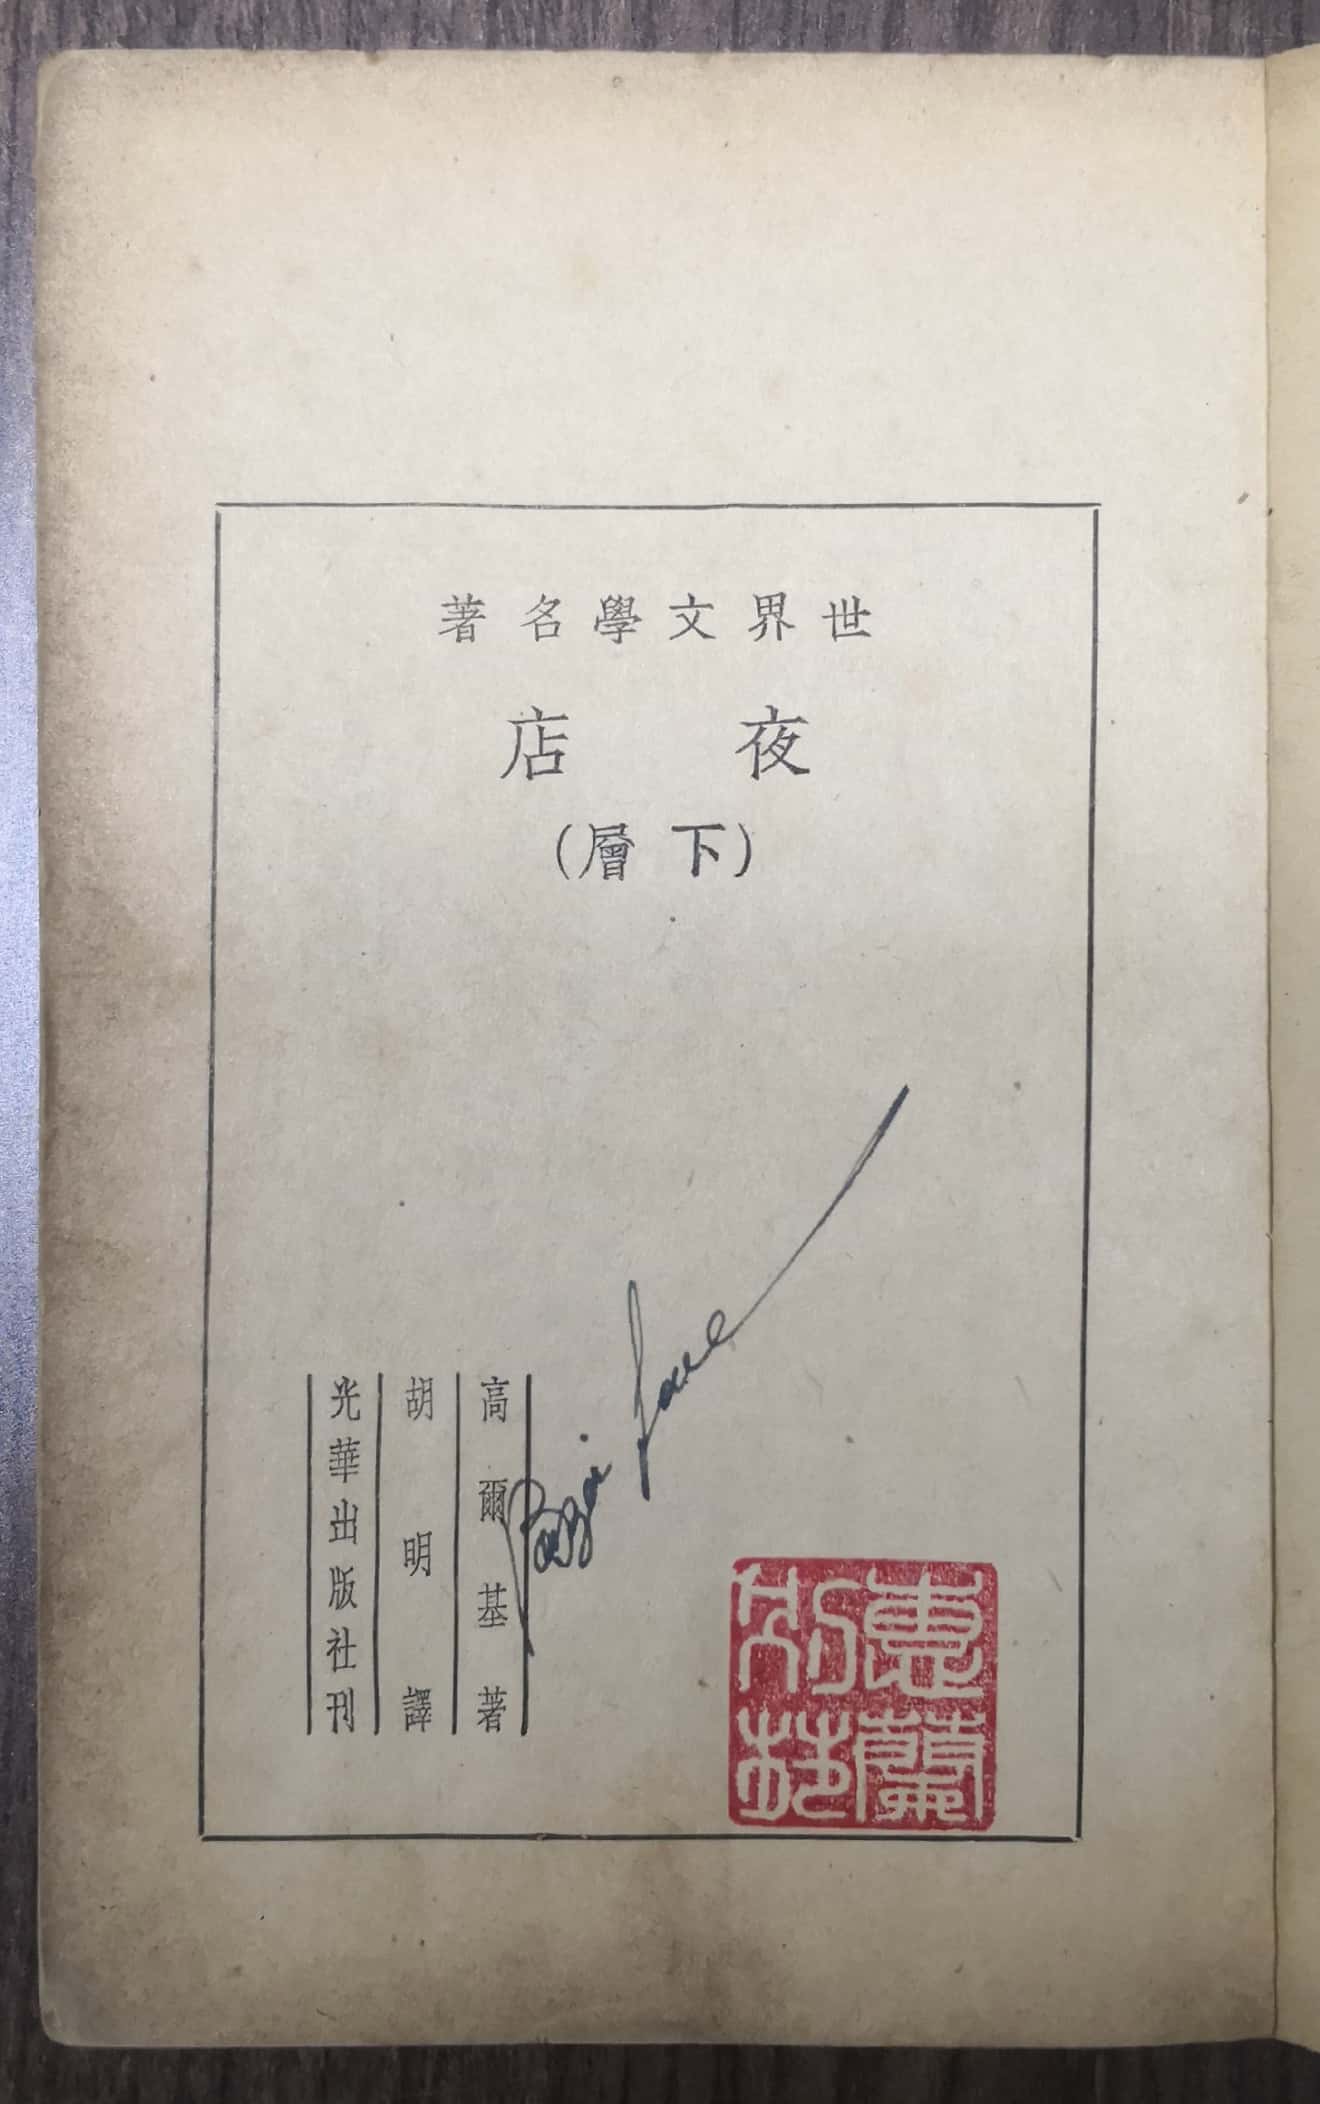 世界文學名著
夜店
(下層)
高爾基著
胡明譯
光華出版社刊